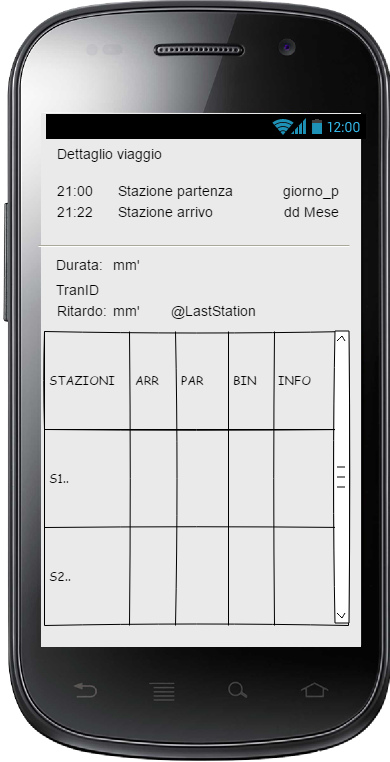 12:00
Dettaglio viaggio
21:00 Stazione partenza giorno_p
21:22 Stazione arrivo dd Mese
Durata: mm'
TranID
Ritardo: mm' @LastStation
STAZIONI ARR PAR BIN INFO
S1..
S2..